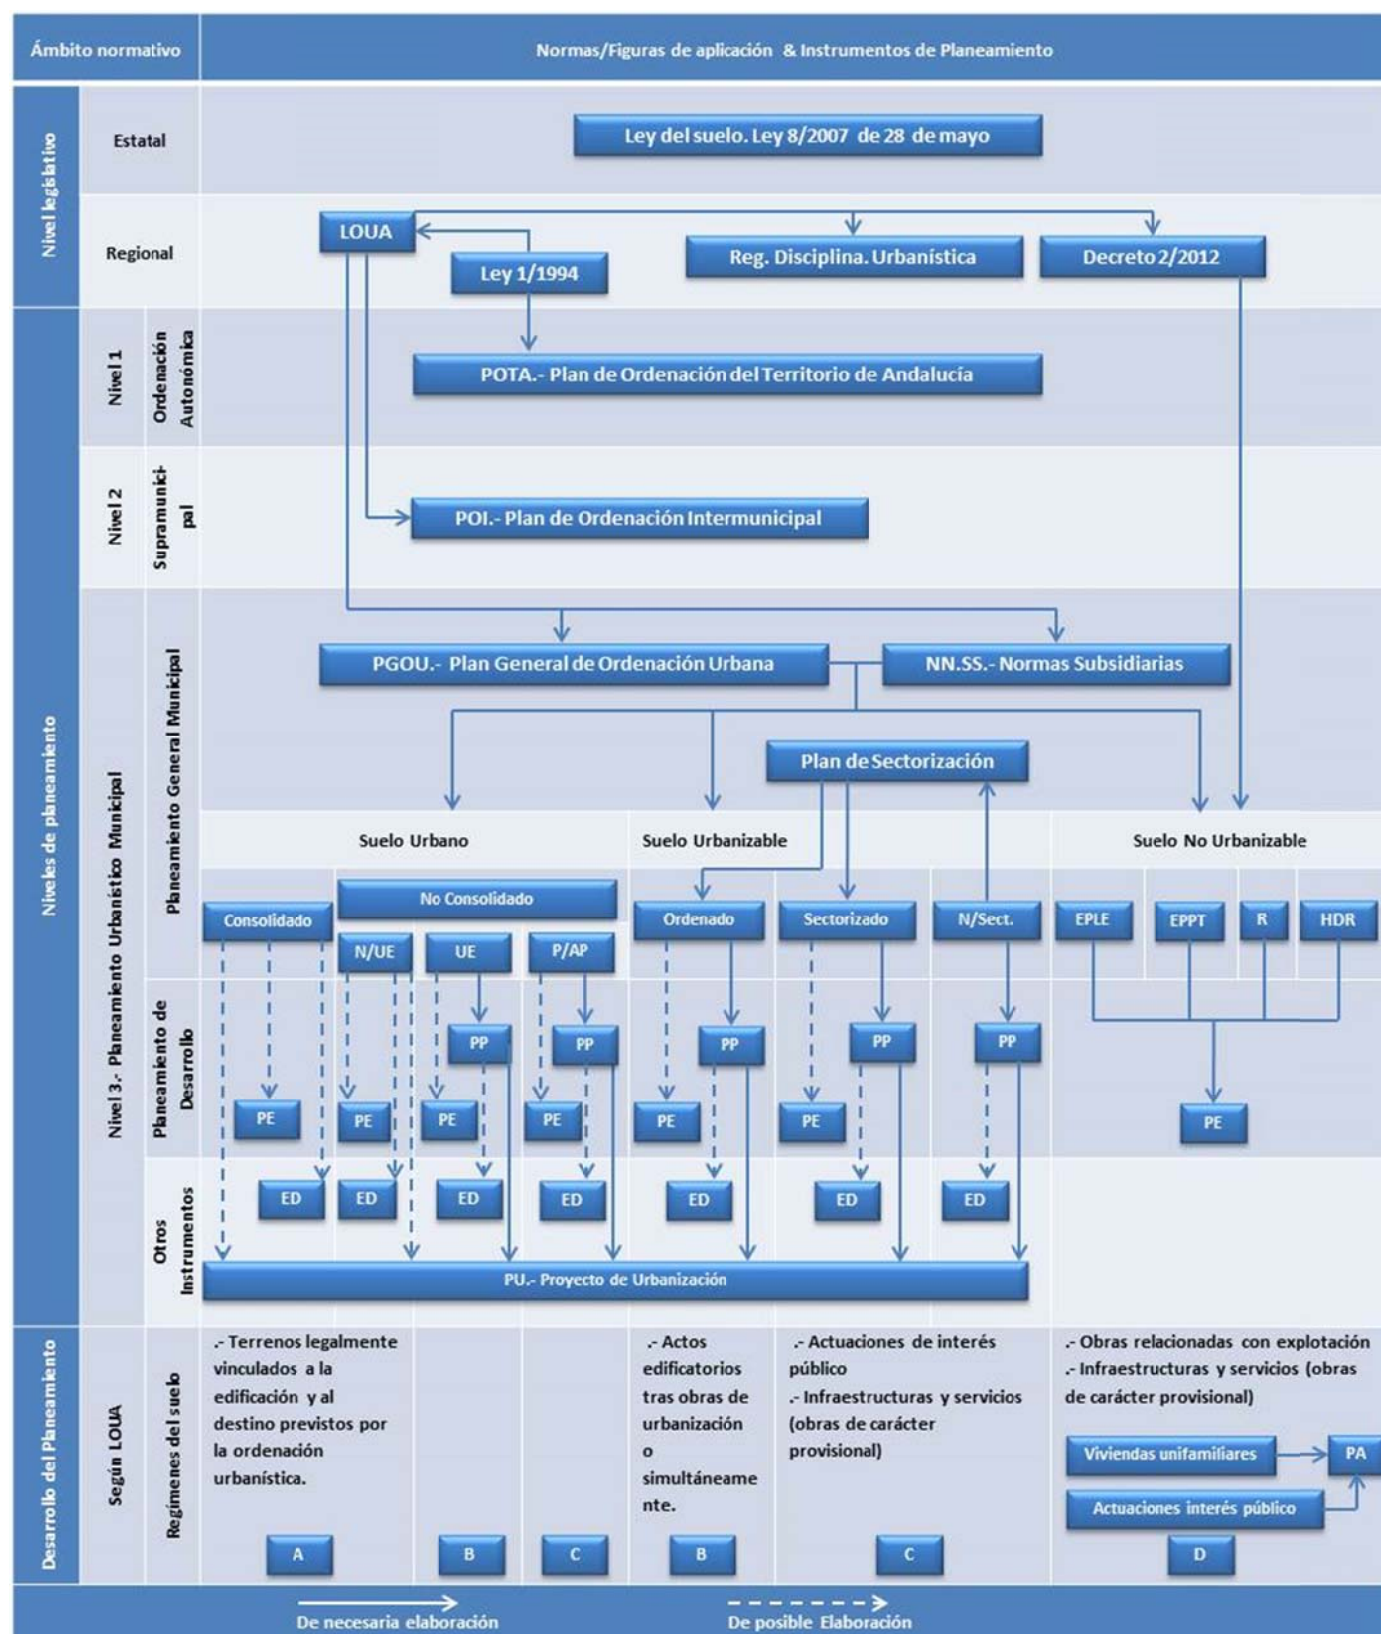 Ámbito normativo
Normas/Figuras de aplicación & Instrumentos de Planeamiento
Nivel legislativo
Estatal
Ley del suelo. Ley 8/2007 de 28 de mayo
Regional
LOUA
Ley 1/1994
Reg. Disciplina. Urbanística
Decreto 2/2012
Niveles de planeamiento
Nivel 1
Ordenación
Autonómica
POTA.- Plan de Ordenación del Territorio de Andalucía
Nivel 2
Supramunici-
pal
POI.- Plan de Ordenación Intermunicipal
Nivel 3.- Planeamiento Urbanístico Municipal
Planeamiento General Municipal
PGOU.- Plan General de Ordenación Urbana
NN.SS.- Normas Subsidiarias
Plan de Sectorización
Suelo Urbano
Suelo Urbanizable
Suelo No Urbanizable
Consolidado
No Consolidado
N/UE
UE
P/AP
Ordenado
Sectorizado
N/Sect.
EPLE
EPPT
R
HDR
Planeamiento de
Desarrollo
PP
PP
PP
PP
PP
PE
PE
PE
PE
PE
PE
PE
Otros
Instrumentos
ED
ED
ED
ED
ED
ED
ED
PU.- Proyecto de Urbanización
Desarrollo del Planeamiento
Según LOUA
Regímenes del suelo
.- Terrenos legalmente
vinculados a la
edificación y al
destino previstos por
la ordenación
urbanística.
A
B
C
.- Actos
edificatorios
tras obras de
urbanización
o
simultáneame
nte.
B
.- Actuaciones de interés
público
.- Infraestructuras y servicios
(obras de carácter
provisional)
C
.- Obras relacionadas con explotación
.- Infraestructuras y servicios (obras
de carácter provisional)
Viviendas unifamiliares
PA
Actuaciones interés público
D
De necesaria elaboración
De posible Elaboración